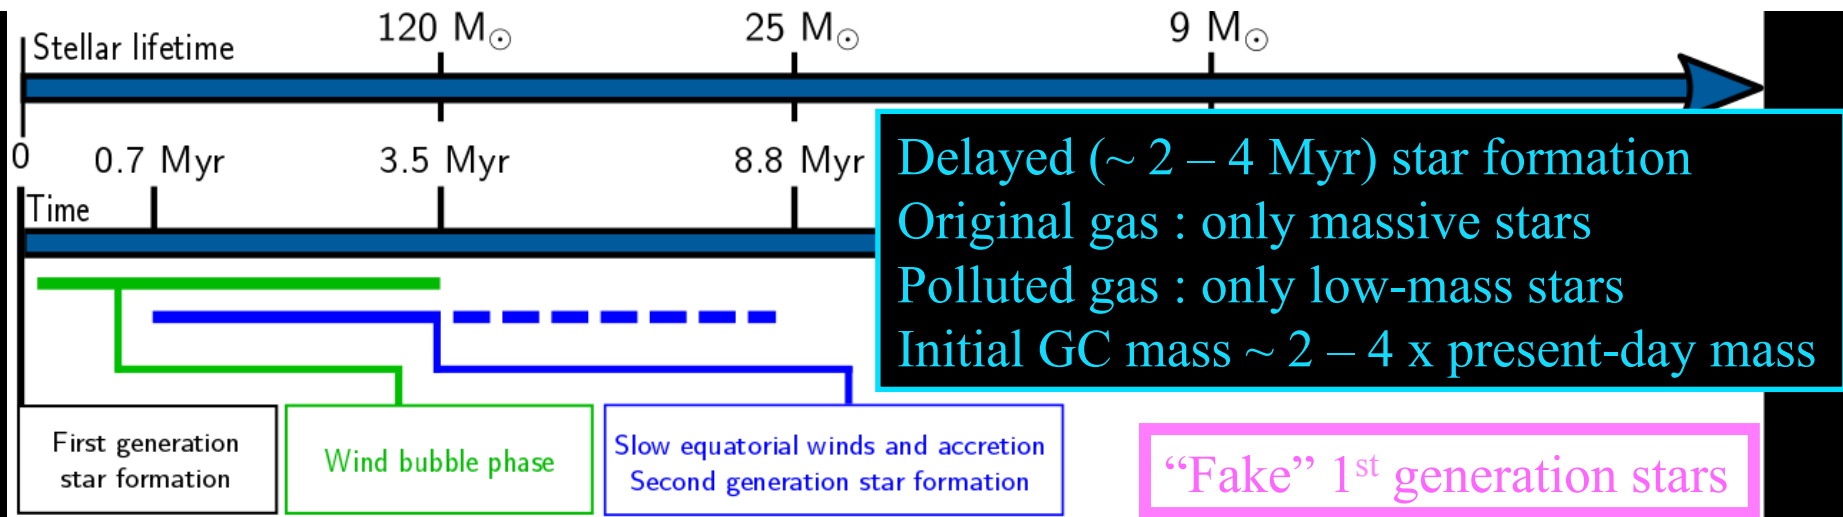 120 M☉ 25 M☉ 9 M☉
Stellar lifetime
0 0.7 Myr 3.5 Myr 8.8 Myr
Time
Delayed (~ 2 – 4 Myr) star formation
Original gas : only massive stars
Polluted gas : only low-mass stars
Initial GC mass ~ 2 – 4 x present-day mass
First generation
star formation
Wind bubble phase
Slow equatorial winds and accretion
Second generation star formation
“Fake” 1st generation stars